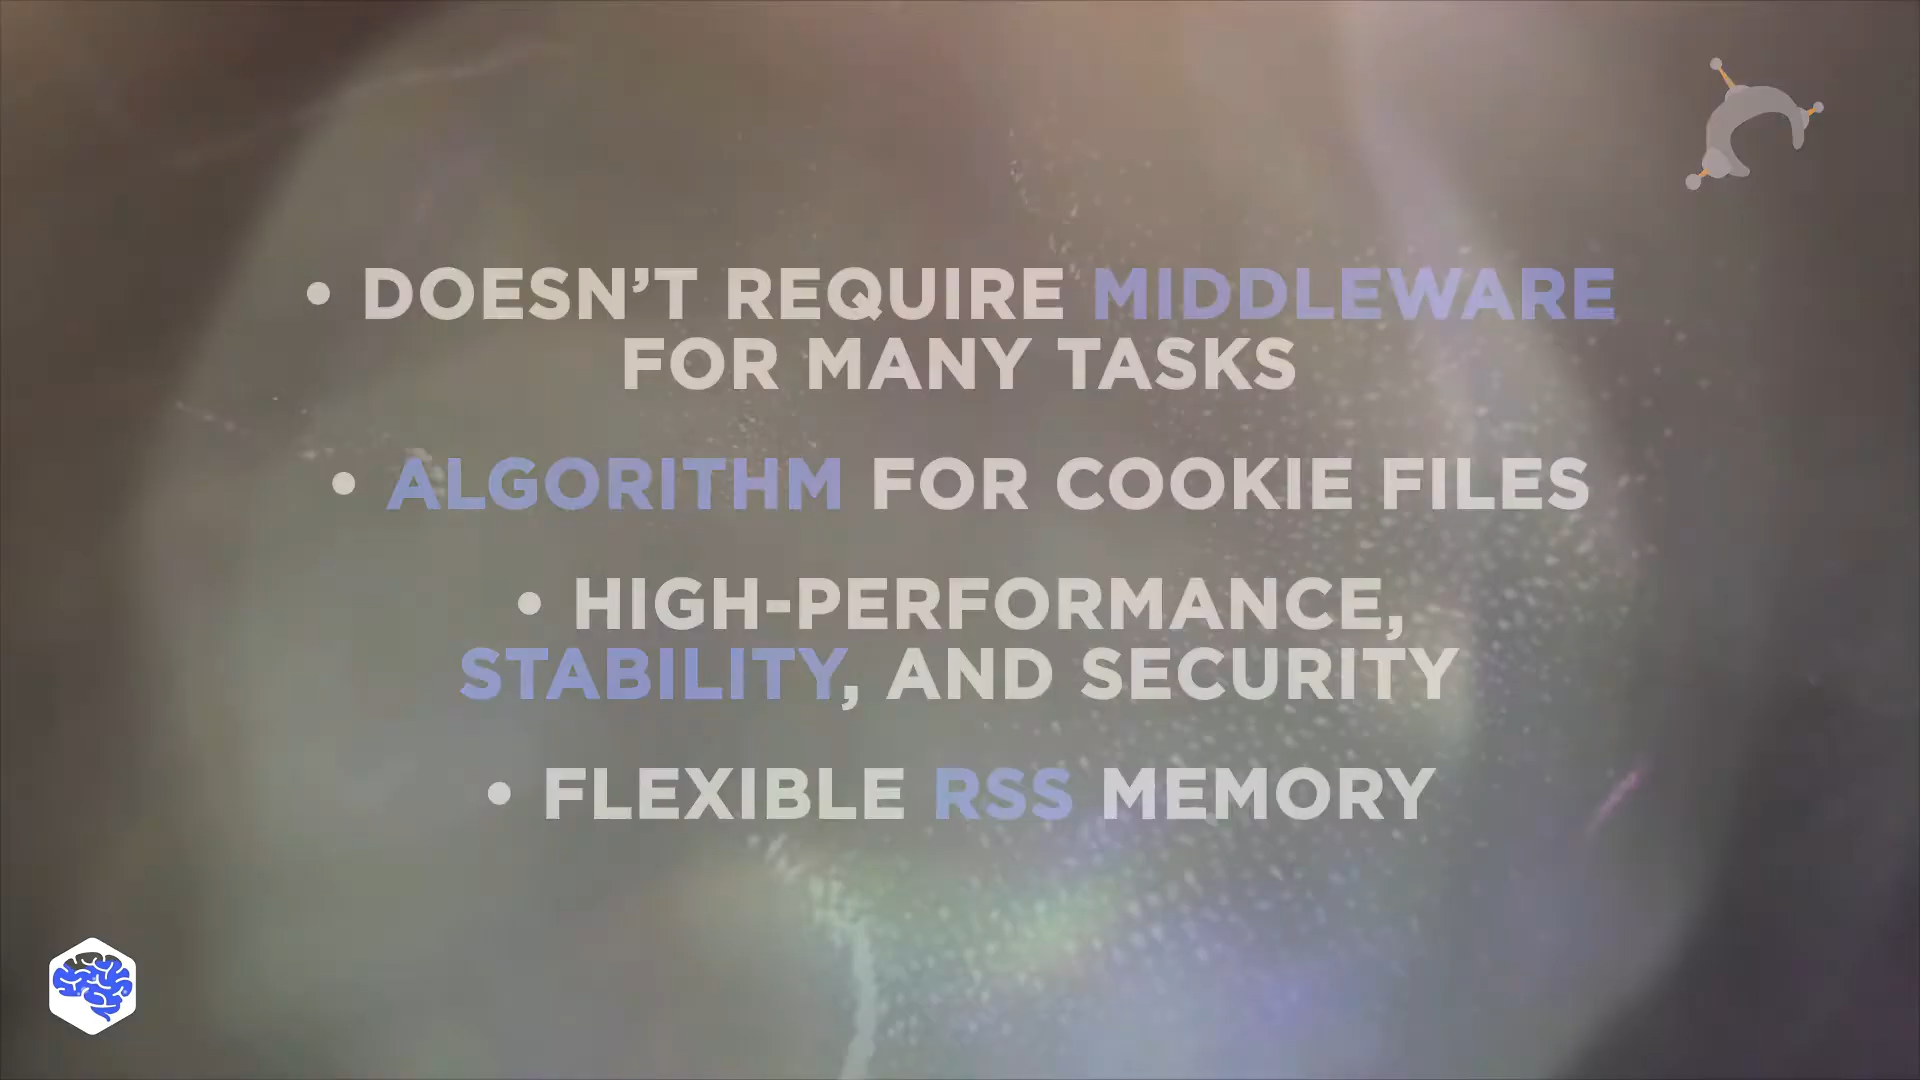 • DOESN’T REQUIRE MIDDLEWARE
FOR MANY TASKS
• ALGORITHM FOR COOKIE FILES
• HIGH-PERFORMANCE,
STABILITY, AND SECURITY
• FLEXIBLE RSS MEMORY